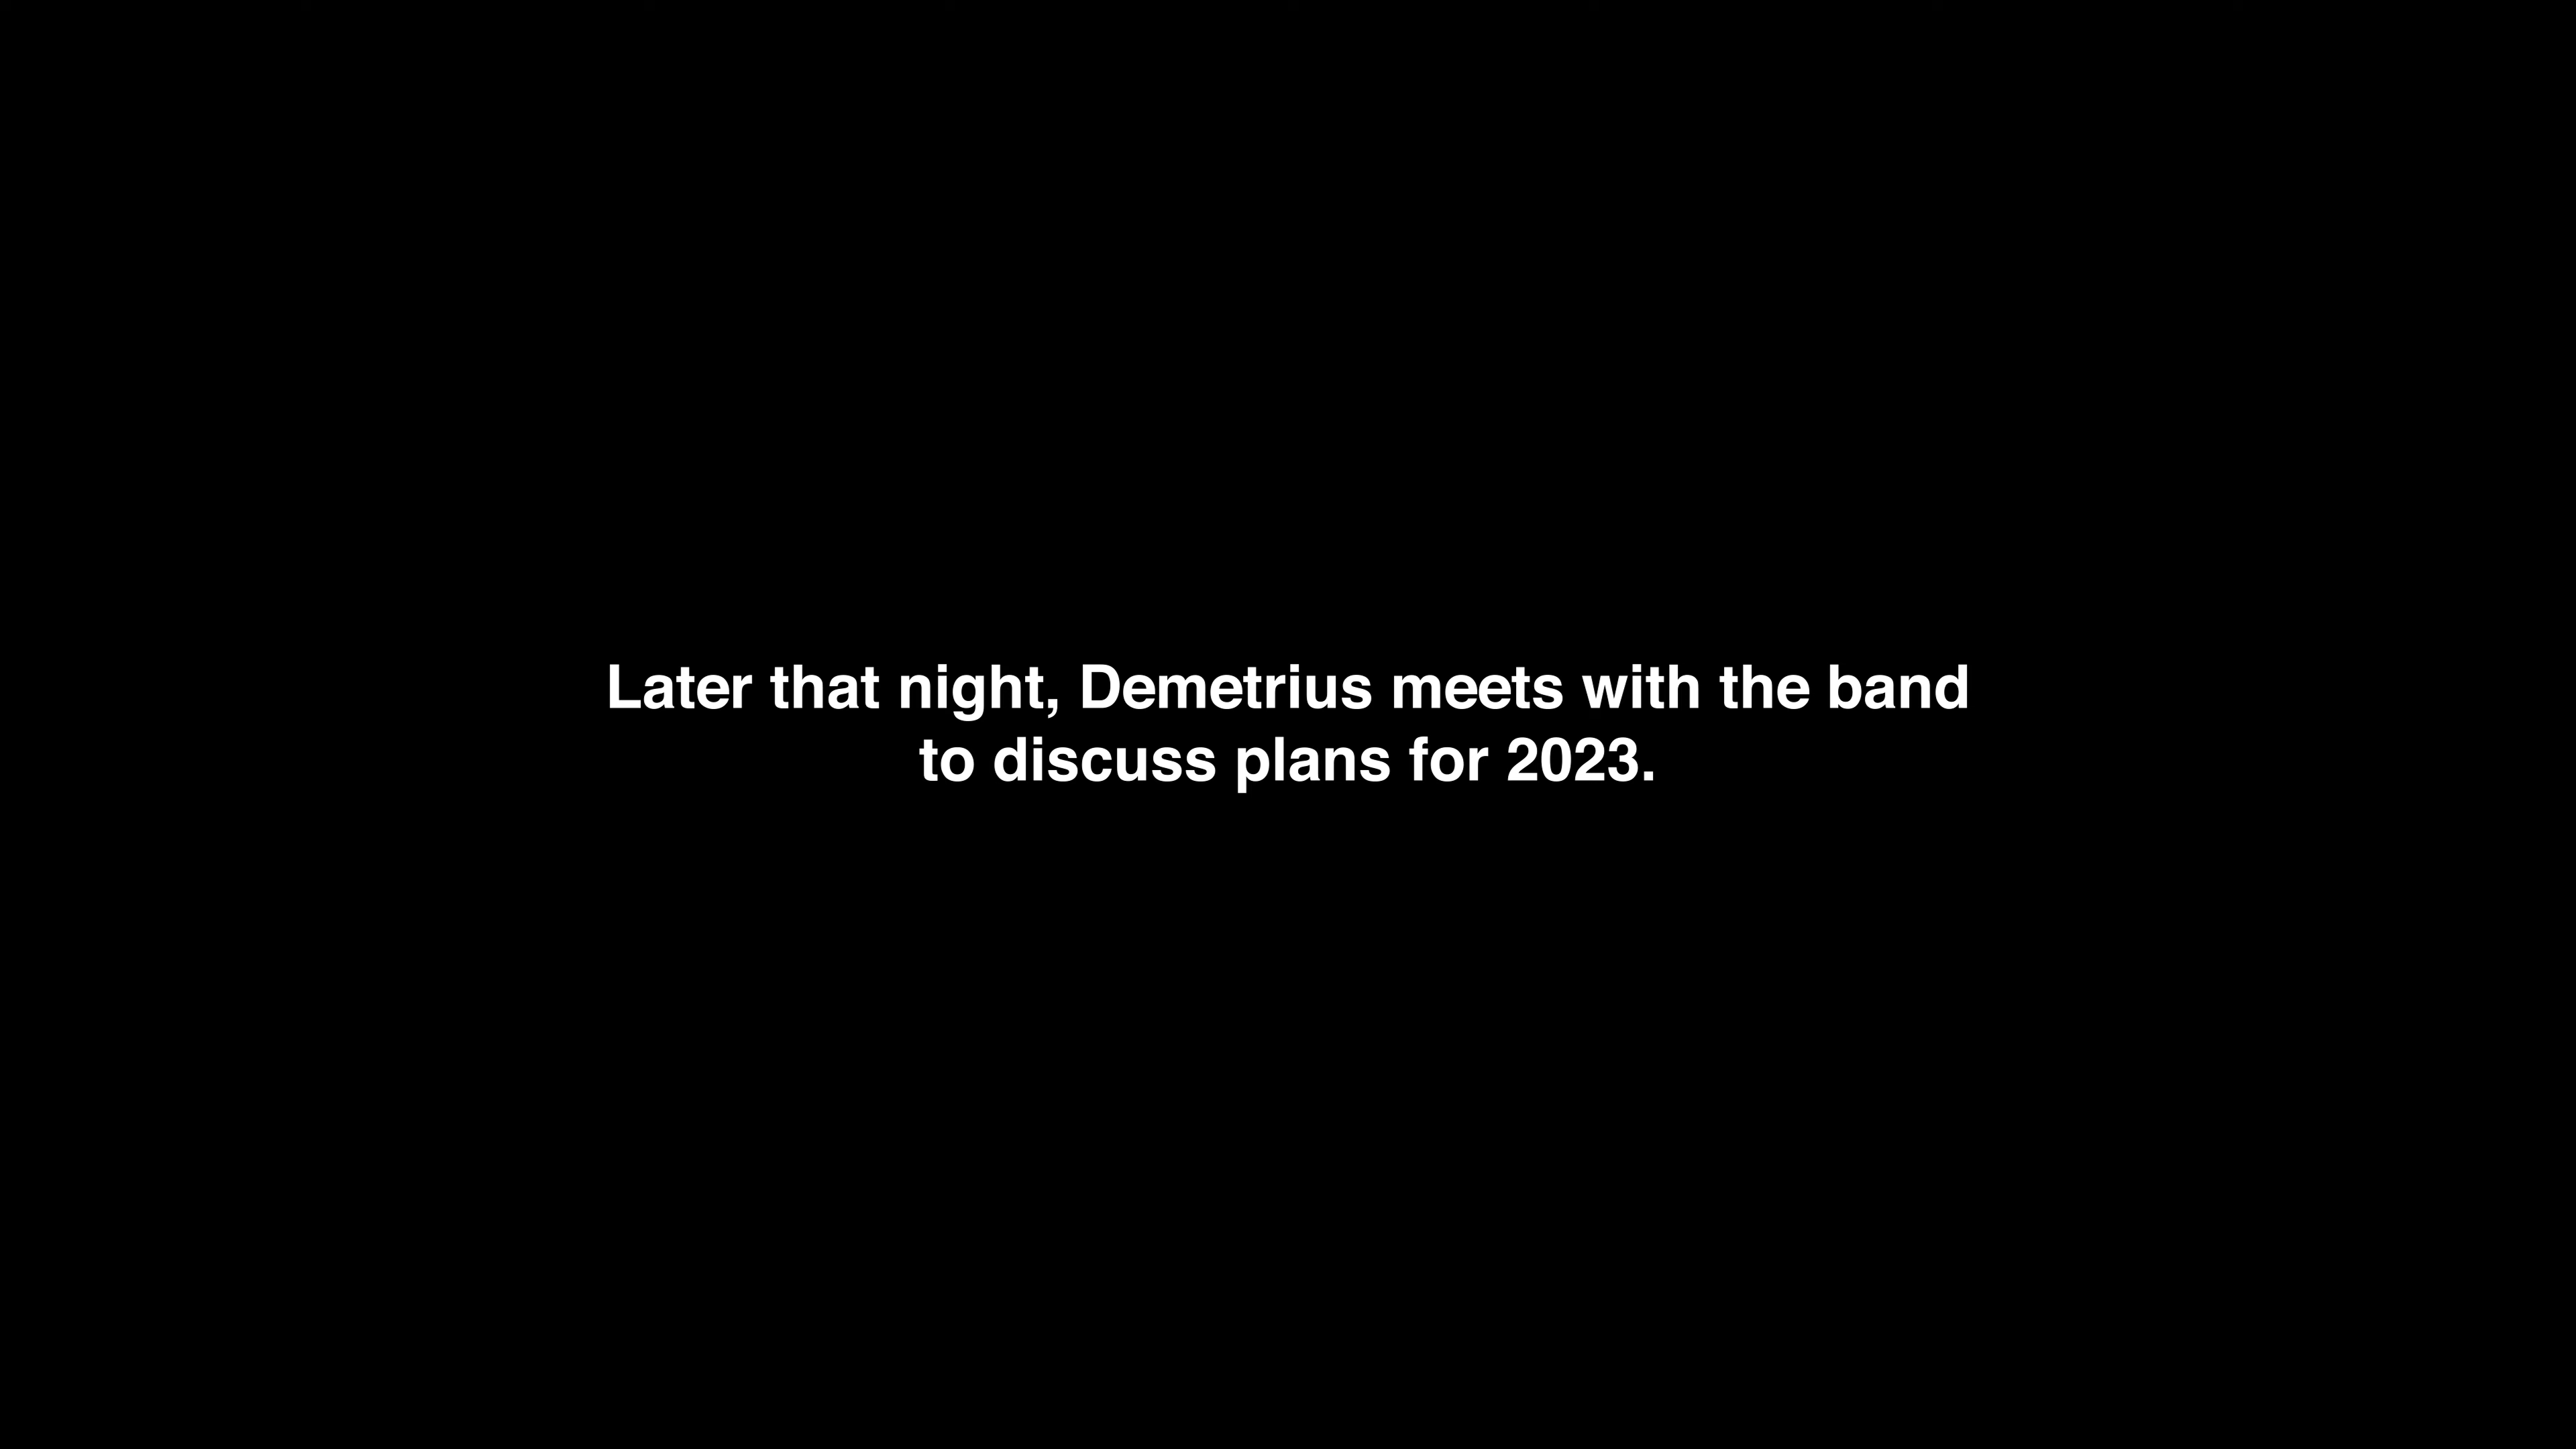 Later that night, Demetrius meets with the band
to discuss plans for 2023.